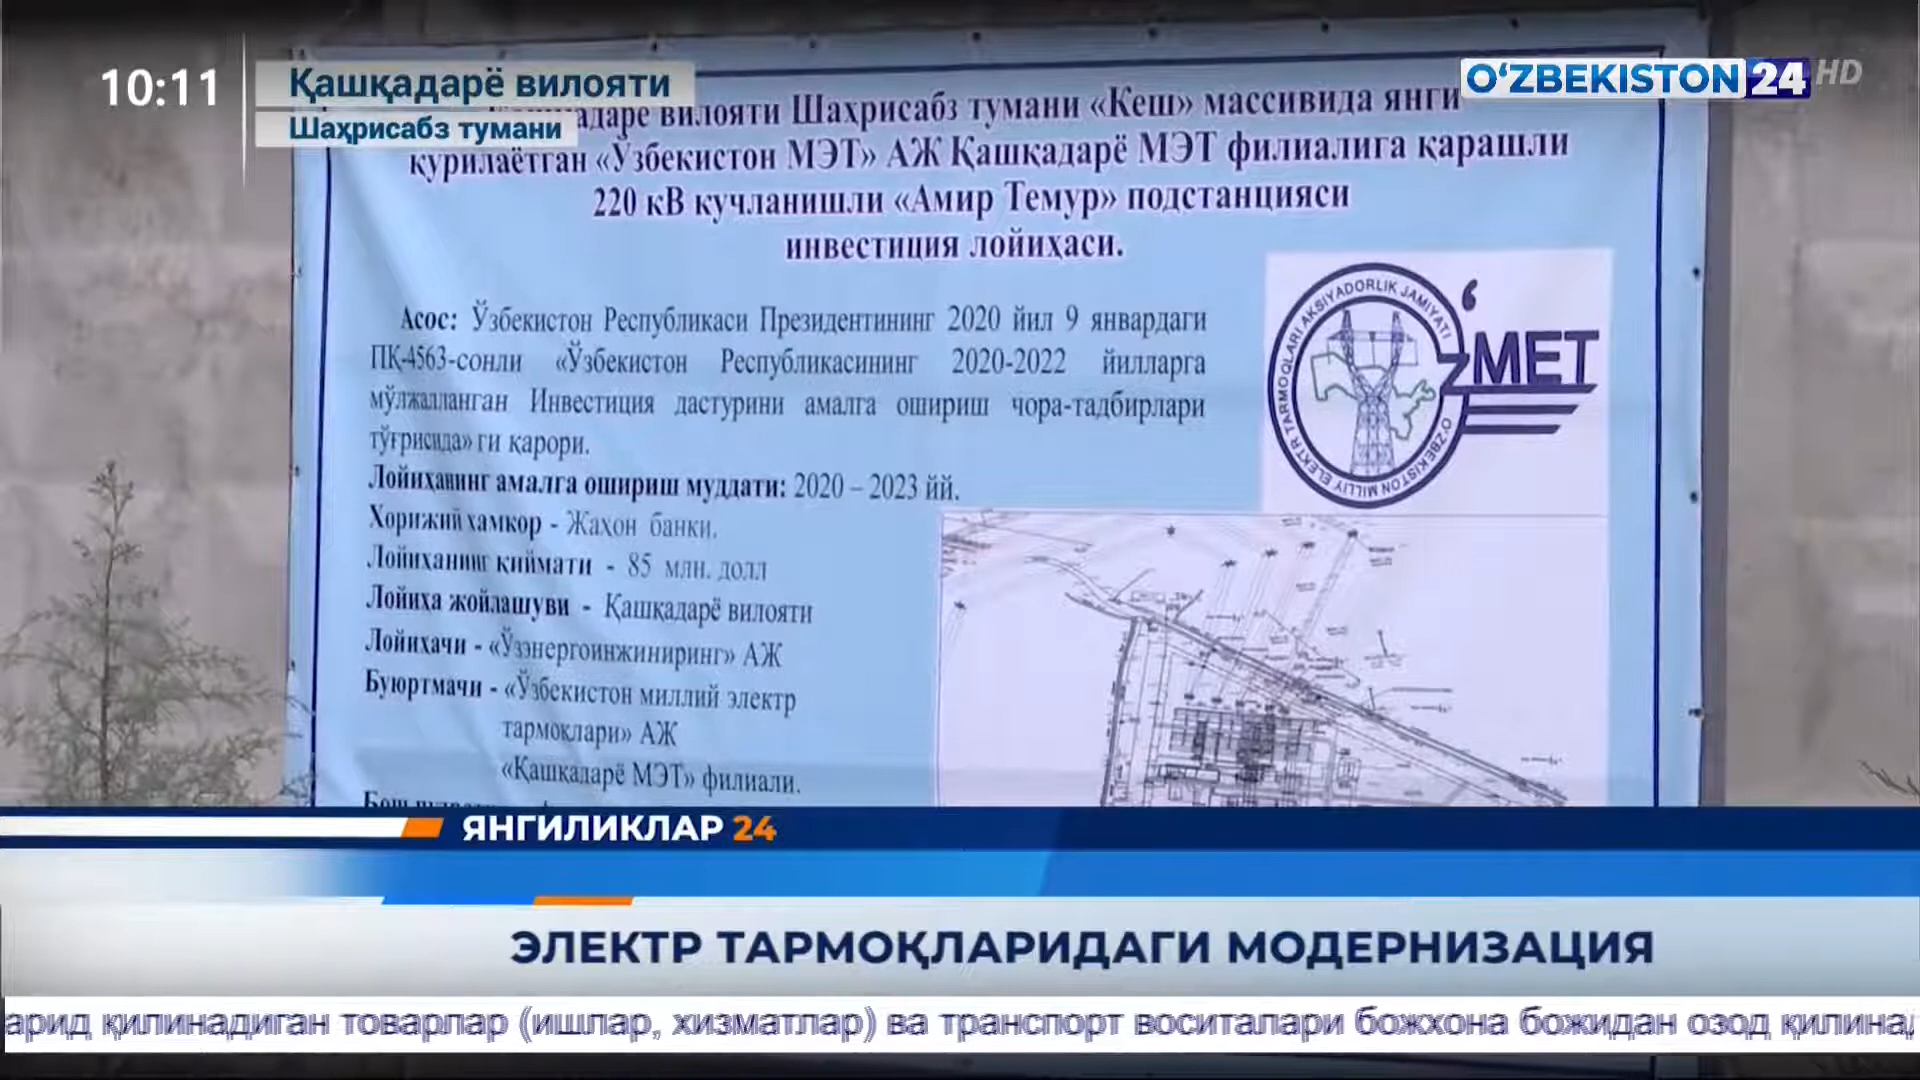 10:11
Қашқадарё вилояти
Шаҳрисабз тумани
O‘ZBEKISTON 24 HD
вилояти Шаҳрисабз тумани «Кеш» массивида янги
қурилаётган «Ўзбекистон МЭТ» АЖ Қашқадарё МЭТ филиалига қарашли
220 кВ кучланишли «Амир Темур» подстанцияси
инвестиция лойиҳаси.
Асос: Ўзбекистон Республикаси Президентининг 2020 йил 9 январдаги
ПҚ-4563-сонли «Ўзбекистон Республикасининг 2020-2022 йилларга
мўлжалланган Инвестиция дастурини амалга ошириш чора-тадбирлари
тўғрисида» ги қарори.
Лойиҳанинг амалга ошириш муддати: 2020 – 2023 йй.
Хорижий ҳамкор - Жаҳон банки.
Лойиҳанинг қиймати - 85 млн. долл
Лойиҳа жойлашуви - Қашқадарё вилояти
Лойиҳачи - «Ўзэнергоинжиниринг» АЖ
Буюртмачи - «Ўзбекистон миллий электр
тармоқлари» АЖ
«Қашқадарё МЭТ» филиали.
O‘ZMET
O‘ZBEKISTON MILLIY ELEKTR TARMOQLARI AKSIYADORLIK JAMIYATI
ЯНГИЛИКЛАР 24
ЭЛЕКТР ТАРМОҚЛАРИДАГИ МОДЕРНИЗАЦИЯ
арид қилинадиган товарлар (ишлар, хизматлар) ва транспорт воситалари божхона божидан озод қилинад